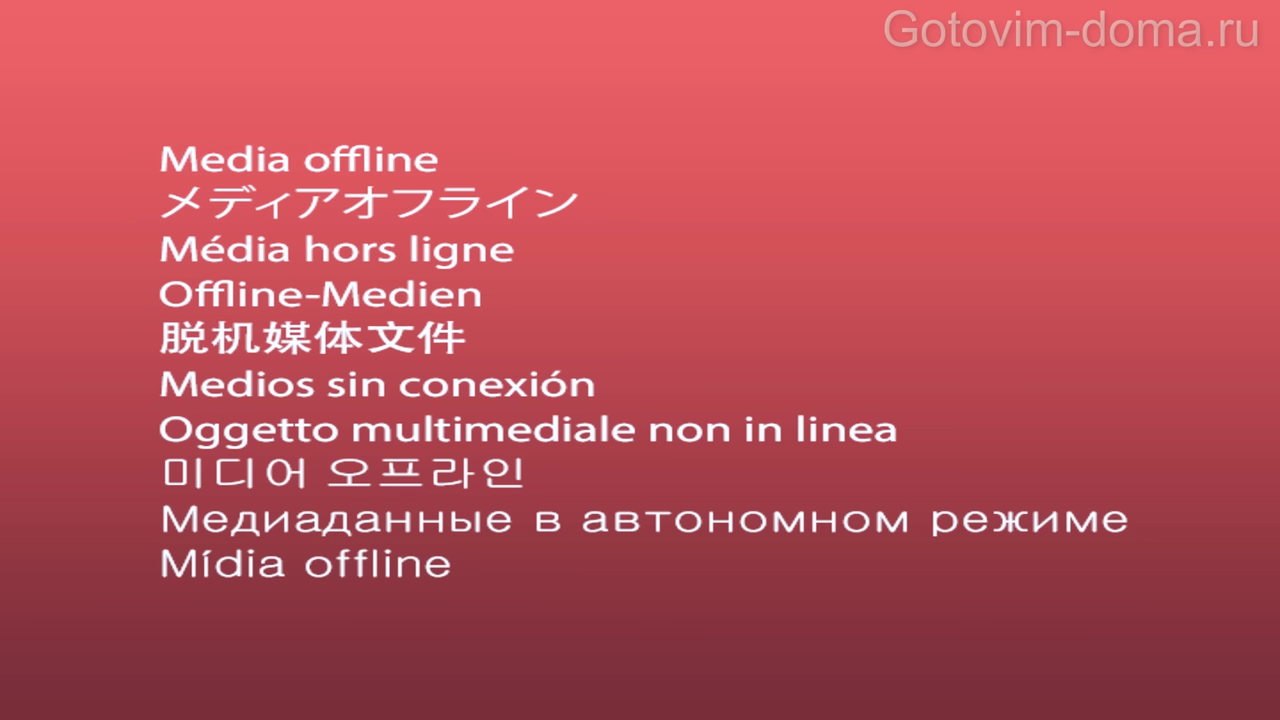 Gotovim-doma.ru
Media offline
メディアオフライン
Média hors ligne
Offline-Medien
脱机媒体文件
Medios sin conexión
Oggetto multimediale non in linea
미디어 오프라인
Медиаданные в автономном режиме
Mídia offline